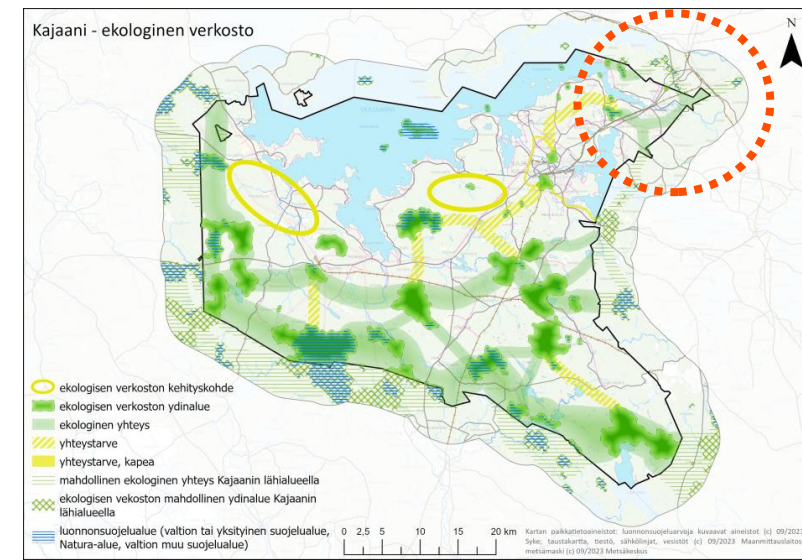 Kajaani - ekologinen verkosto
N
ekologisen verkoston kehityskohde
ekologisen verkoston ydinalue
ekologinen yhteys
yhteystarve
yhteystarve, kapea
mahdollinen ekologinen yhteys Kajaanin lähialueella
ekologisen vekoston mahdollinen ydinalue Kajaanin
lähialueella
luonnonsuojelualue (valtion tai yksityinen suojelualue,
Natura-alue, valtion muu suojelualue)
0 2,5 5 10 15 20 km
Kartan paikkatietoaineistot: luonnonsuojeluarvoja kuvaavat aineistot (c) 09/2023
Syke; taustakartta, tiestö, sähkölinjat, vesistöt (c) 09/2023 Maanmittauslaitos
metsämaski (c) 09/2023 Metsäkeskus